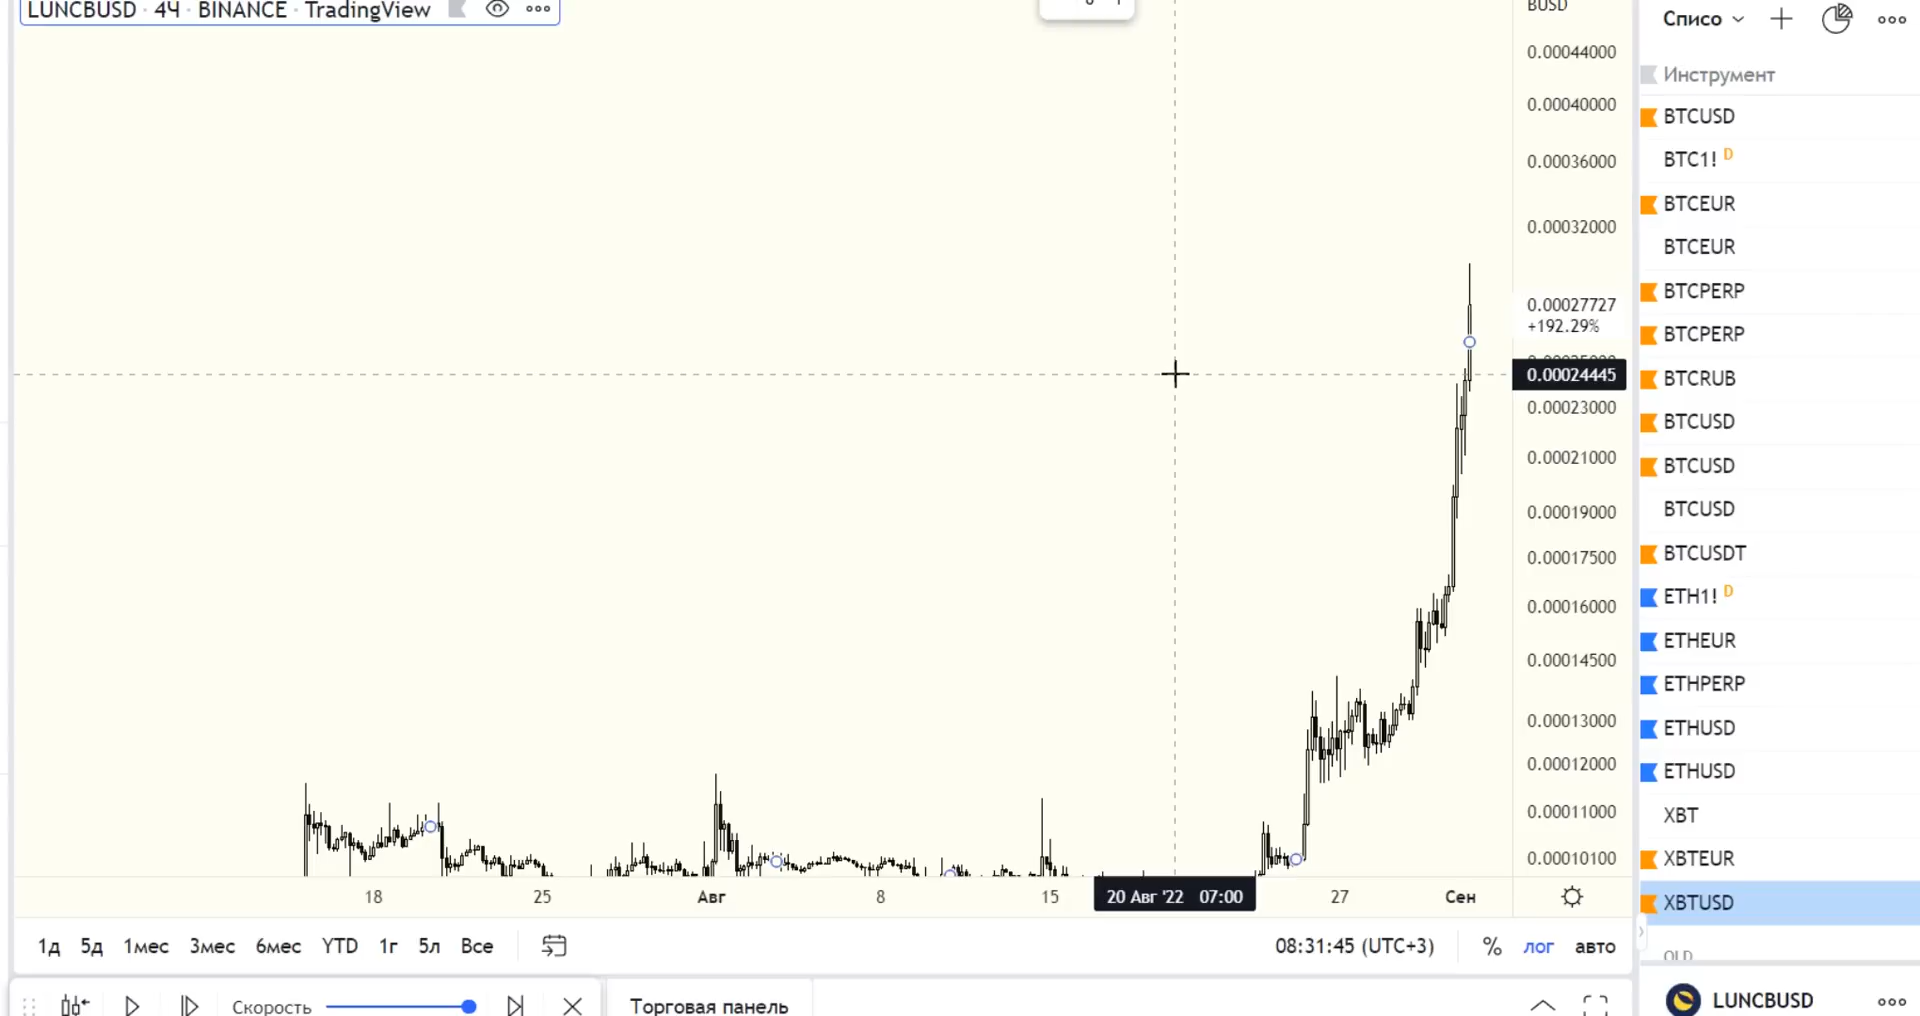 LUNCBUSD · 4Ч · BINANCE · TradingView
BUSD
0.00044000
0.00040000
0.00036000
0.00032000
0.00027727
+192.29%
0.00024445
0.00023000
0.00021000
0.00019000
0.00017500
0.00016000
0.00014500
0.00013000
0.00012000
0.00011000
0.00010100
18 25 Авг 8 15 20 Авг '22 07:00 27 Сен
1д 5д 1мес 3мес 6мес YTD 1г 5л Все
08:31:45 (UTC+3) % лог авто
Скорость
Торговая панель
Списо
Инструмент
BTCUSD
BTC1! D
BTCEUR
BTCEUR
BTCPERP
BTCPERP
BTCRUB
BTCUSD
BTCUSD
BTCUSD
BTCUSDT
ETH1! D
ETHEUR
ETHPERP
ETHUSD
ETHUSD
XBT
XBTEUR
XBTUSD
LUNCBUSD